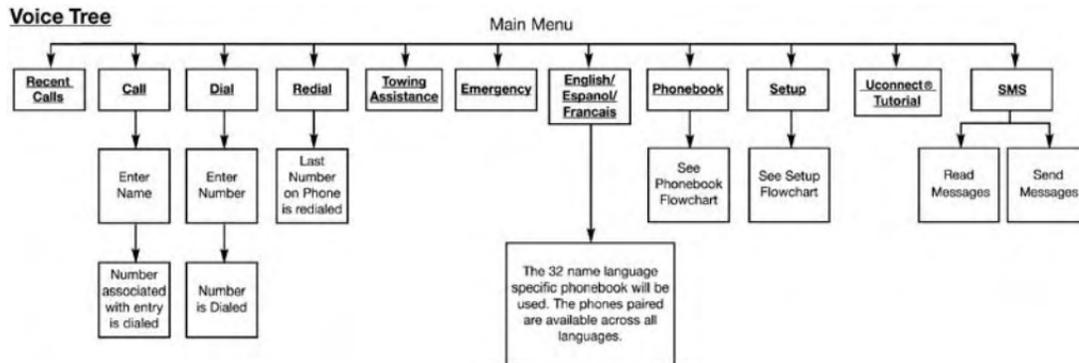 Voice Tree
Main Menu
Recent
Calls
Call
Dial
Redial
Towing
Assistance
Emergency
English/
Espanol/
Francais
Phonebook
Setup
Uconnect®
Tutorial
SMS
Enter
Name
Enter
Number
Last
Number
on Phone
is redialed
See
Phonebook
Flowchart
See Setup
Flowchart
Read
Messages
Send
Messages
Number
associated
with entry
is dialed
Number
is Dialed
The 32 name language
specific phonebook will be
used. The phones paired
are available across all
languages.